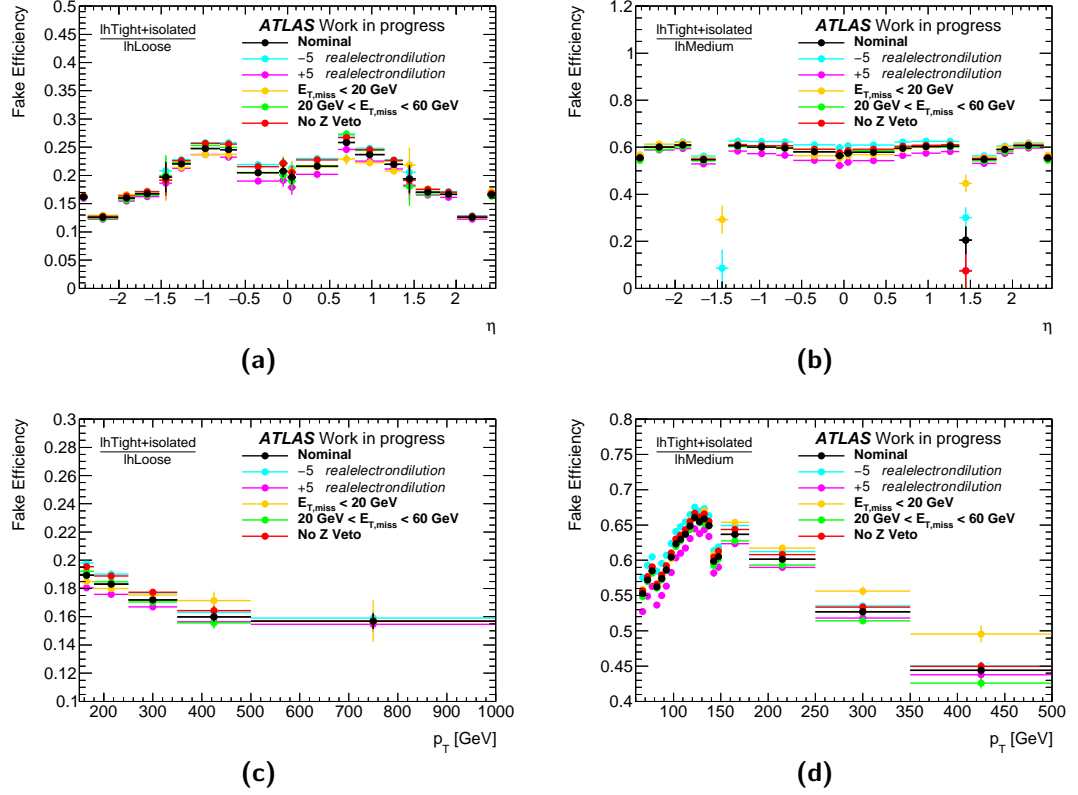 Fake Efficiency
lhTight+isolated
lhLoose
ATLAS Work in progress
Nominal
−5 realelectrondilution
+5 realelectrondilution
E_T,miss < 20 GeV
20 GeV < E_T,miss < 60 GeV
No Z Veto
0.5
0.45
0.4
0.35
0.3
0.25
0.2
0.15
0.1
0.05
0
−2 −1.5 −1 −0.5 0 0.5 1 1.5 2
η
(a)
Fake Efficiency
lhTight+isolated
lhMedium
ATLAS Work in progress
Nominal
−5 realelectrondilution
+5 realelectrondilution
E_T,miss < 20 GeV
20 GeV < E_T,miss < 60 GeV
No Z Veto
1.2
1
0.8
0.6
0.4
0.2
0
−2 −1.5 −1 −0.5 0 0.5 1 1.5 2
η
(b)
Fake Efficiency
lhTight+isolated
lhLoose
ATLAS Work in progress
Nominal
−5 realelectrondilution
+5 realelectrondilution
E_T,miss < 20 GeV
20 GeV < E_T,miss < 60 GeV
No Z Veto
0.3
0.28
0.26
0.24
0.22
0.2
0.18
0.16
0.14
0.12
0.1
200 300 400 500 600 700 800 900 1000
p_T [GeV]
(c)
Fake Efficiency
lhTight+isolated
lhMedium
ATLAS Work in progress
Nominal
−5 realelectrondilution
+5 realelectrondilution
E_T,miss < 20 GeV
20 GeV < E_T,miss < 60 GeV
No Z Veto
0.8
0.75
0.7
0.65
0.6
0.55
0.5
0.45
0.4
100 150 200 250 300 350 400 450 500
p_T [GeV]
(d)